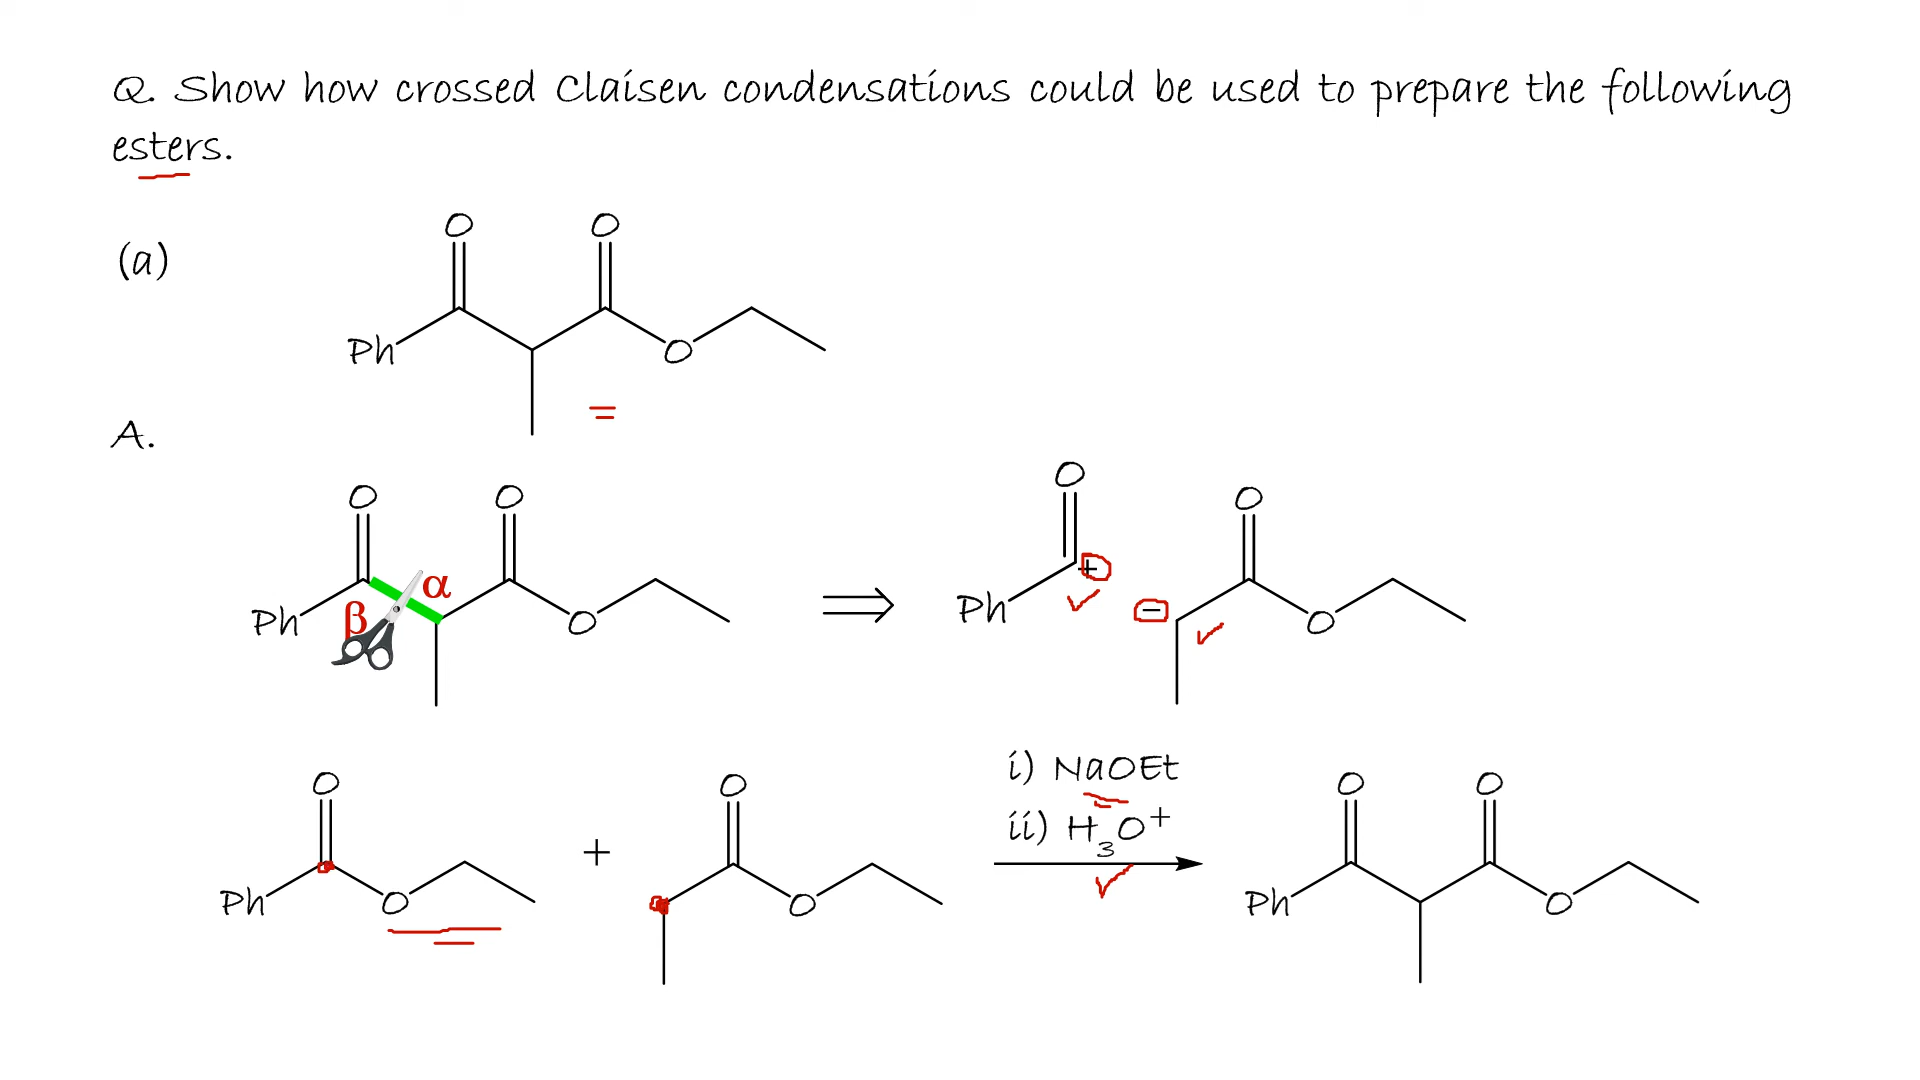 Q. Show how crossed Claisen condensations could be used to prepare the following
esters.
(a)
O O
Ph O
A.
O O
Ph β α O
⇒
O O
Ph + − O
i) NaOEt
ii) H3O+
O O
Ph O + O
O O
Ph O